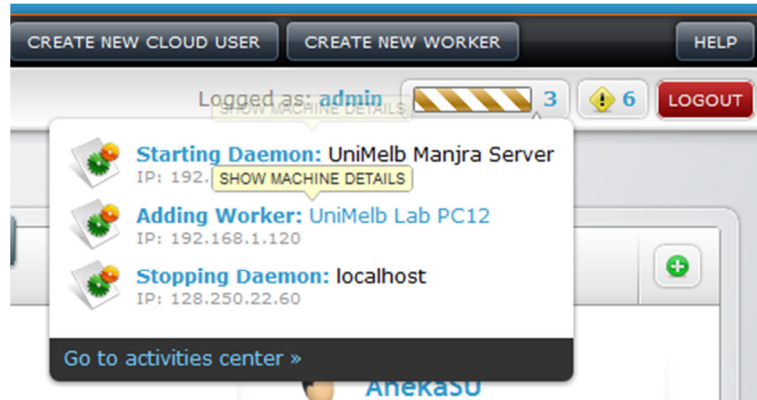 CREATE NEW CLOUD USER CREATE NEW WORKER HELP
Logged as: admin 3 6 LOGOUT
SHOW MACHINE DETAILS
Starting Daemon: UniMelb Manjra Server
IP: 192.
SHOW MACHINE DETAILS
Adding Worker: UniMelb Lab PC12
IP: 192.168.1.120
Stopping Daemon: localhost
IP: 128.250.22.60
Go to activities center »
AnekaSU